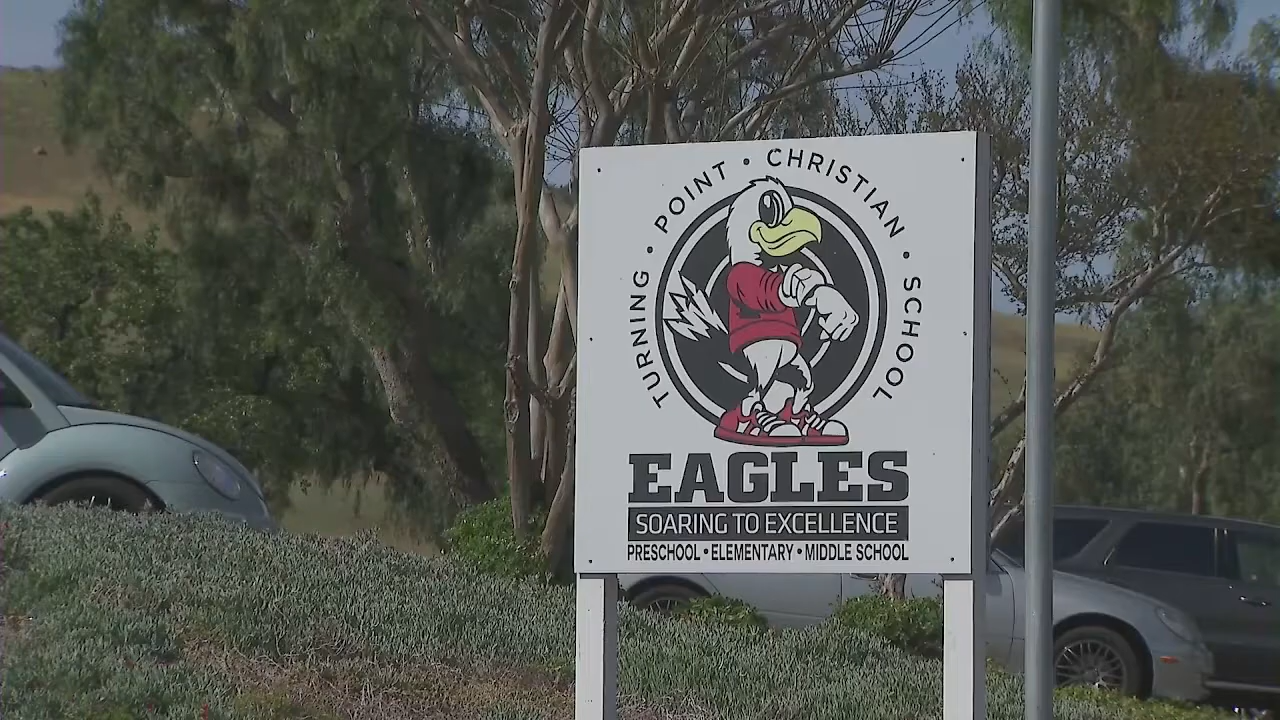 TURNING • POINT • CHRISTIAN • SCHOOL
EAGLES
SOARING TO EXCELLENCE
PRESCHOOL • ELEMENTARY • MIDDLE SCHOOL